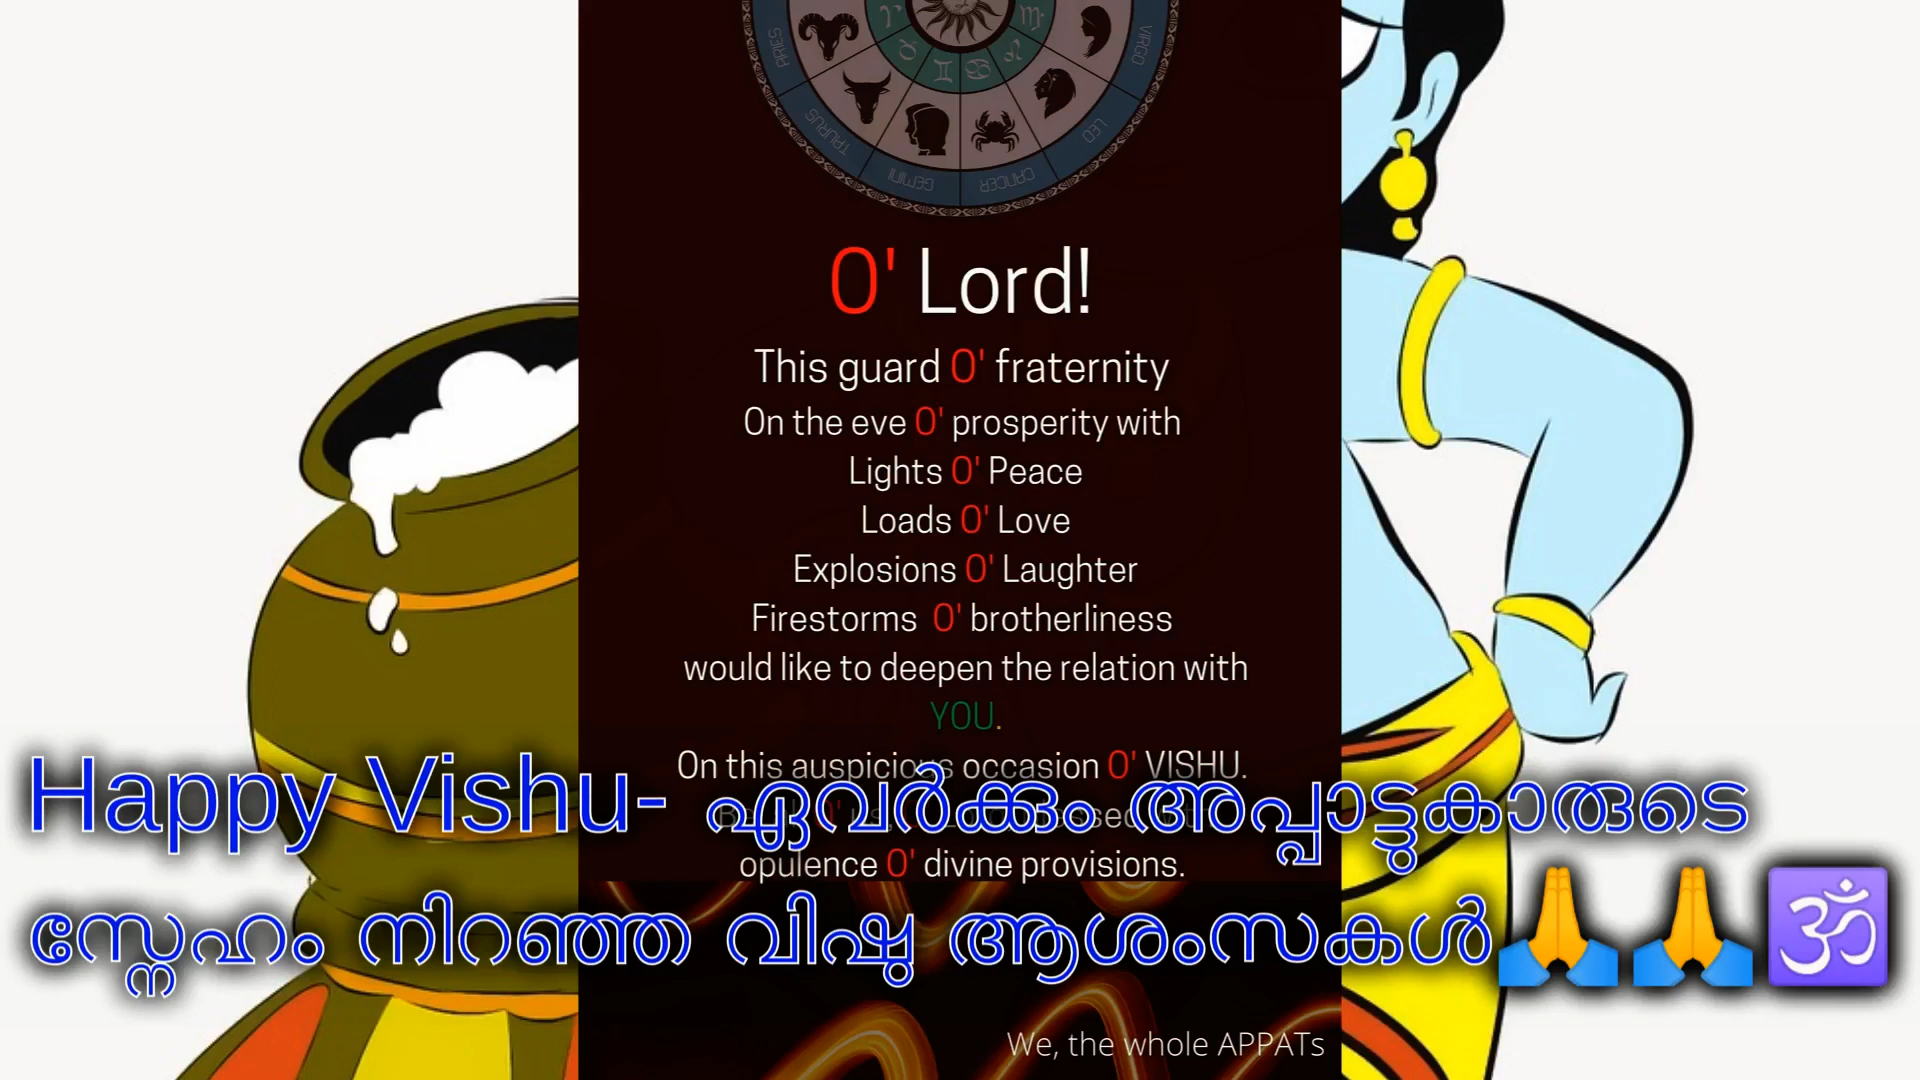 ARIES
TAURUS
GEMINI
CANCER
LEO
VIRGO
O' Lord!
This guard O' fraternity
On the eve O' prosperity with
Lights O' Peace
Loads O' Love
Explosions O' Laughter
Firestorms O' brotherliness
would like to deepen the relation with
YOU.
On this auspicious occasion O' VISHU.
opulence O' divine provisions.
Happy Vishu- ഏവർക്കും അപ്പാട്ടുകാരുടെ
സ്നേഹം നിറഞ്ഞ വിഷു ആശംസകൾ🙏🙏🕉
We, the whole APPATs